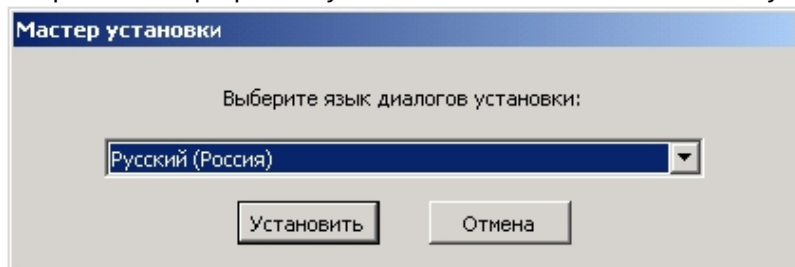 Мастер установки
Выберите язык диалогов установки:
Русский (Россия)
Установить Отмена